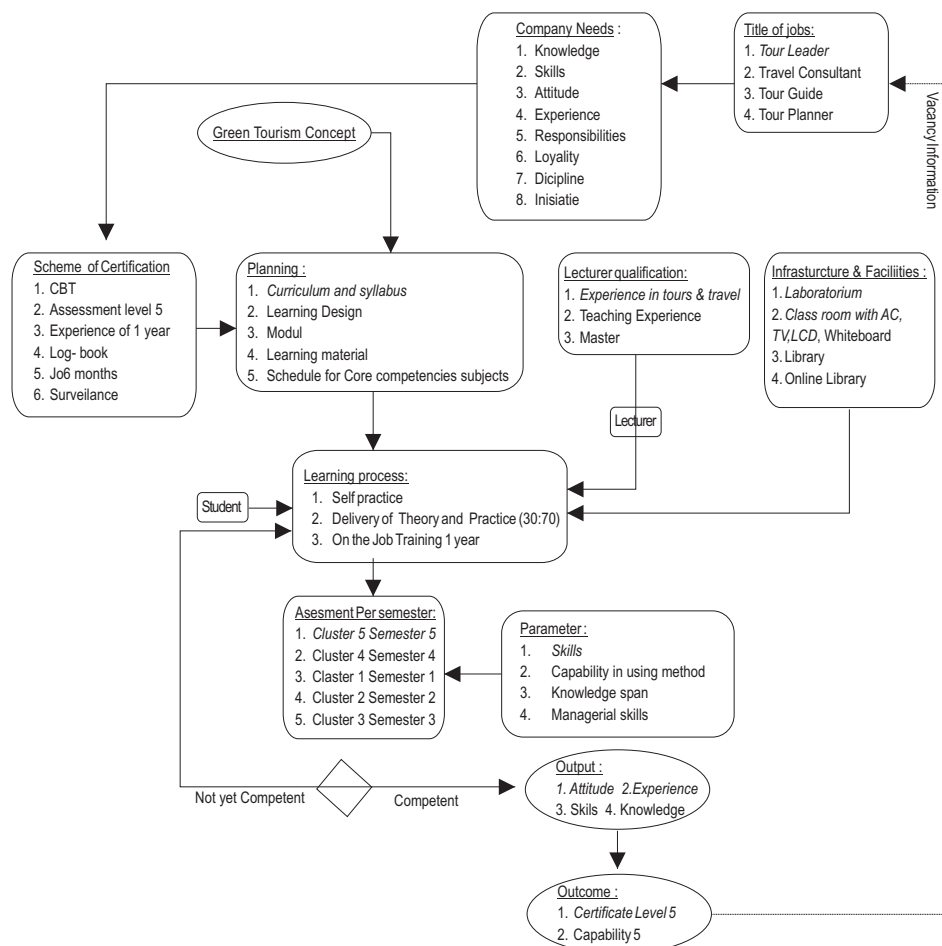 Company Needs :
1. Knowledge
2. Skills
3. Attitude
4. Experience
5. Responsibilities
6. Loyality
7. Dicipline
8. Inisiatie
Title of jobs:
1. Tour Leader
2. Travel Consultant
3. Tour Guide
4. Tour Planner
Vacancy Information
Green Tourism Concept
Scheme of Certification
1. CBT
2. Assessment level 5
3. Experience of 1 year
4. Log- book
5. Jo6 months
6. Surveilance
Planning :
1. Curriculum and syllabus
2. Learning Design
3. Modul
4. Learning material
5. Schedule for Core competencies subjects
Lecturer qualification:
1. Experience in tours & travel
2. Teaching Experience
3. Master
Infrasturcture & Faciliities :
1. Laboratorium
2. Class room with AC,
TV,LCD, Whiteboard
3. Library
4. Online Library
Lecturer
Student
Learning process:
1. Self practice
2. Delivery of Theory and Practice (30:70)
3. On the Job Training 1 year
Asesment Per semester:
1. Cluster 5 Semester 5
2. Cluster 4 Semester 4
3. Claster 1 Semester 1
4. Cluster 2 Semester 2
5. Cluster 3 Semester 3
Parameter :
1. Skills
2. Capability in using method
3. Knowledge span
4. Managerial skills
Not yet Competent
Competent
Output :
1. Attitude 2.Experience
3. Skils 4. Knowledge
Outcome :
1. Certificate Level 5
2. Capability 5